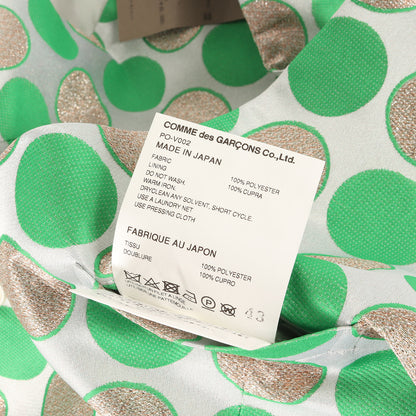 COMME des GARÇONS Co., Ltd.
PO-V002
MADE IN JAPAN
FABRIC 100% POLYESTER
LINING 100% CUPRA
DO NOT WASH.
WARM IRON.
DRYCLEAN ANY SOLVENT, SHORT CYCLE.
USE A LAUNDRY NET
USE PRESSING CLOTH
FABRIQUE AU JAPON
TISSU 100% POLYESTER
DOUBLURE 100% CUPRA
43